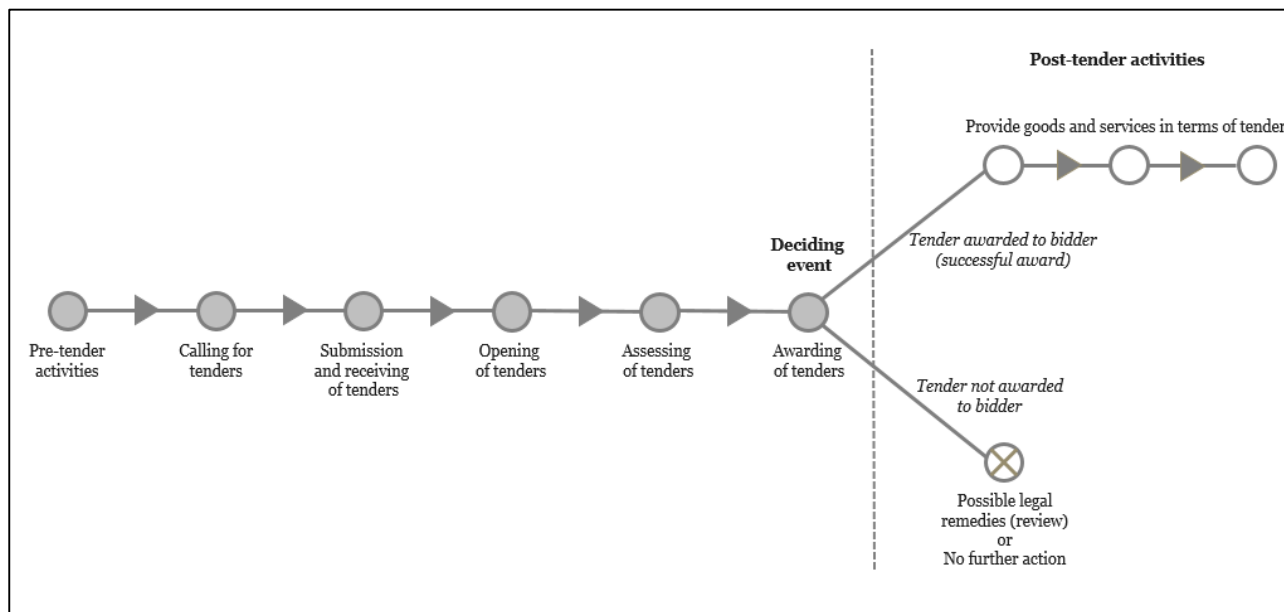 Post-tender activities
Provide goods and services in terms of tender
Deciding
event
Tender awarded to bidder
(successful award)
Pre-tender
activities
Calling for
tenders
Submission
and receiving
of tenders
Opening
of tenders
Assessing
of tenders
Awarding
of tenders
Tender not awarded
to bidder
Possible legal
remedies (review)
or
No further action